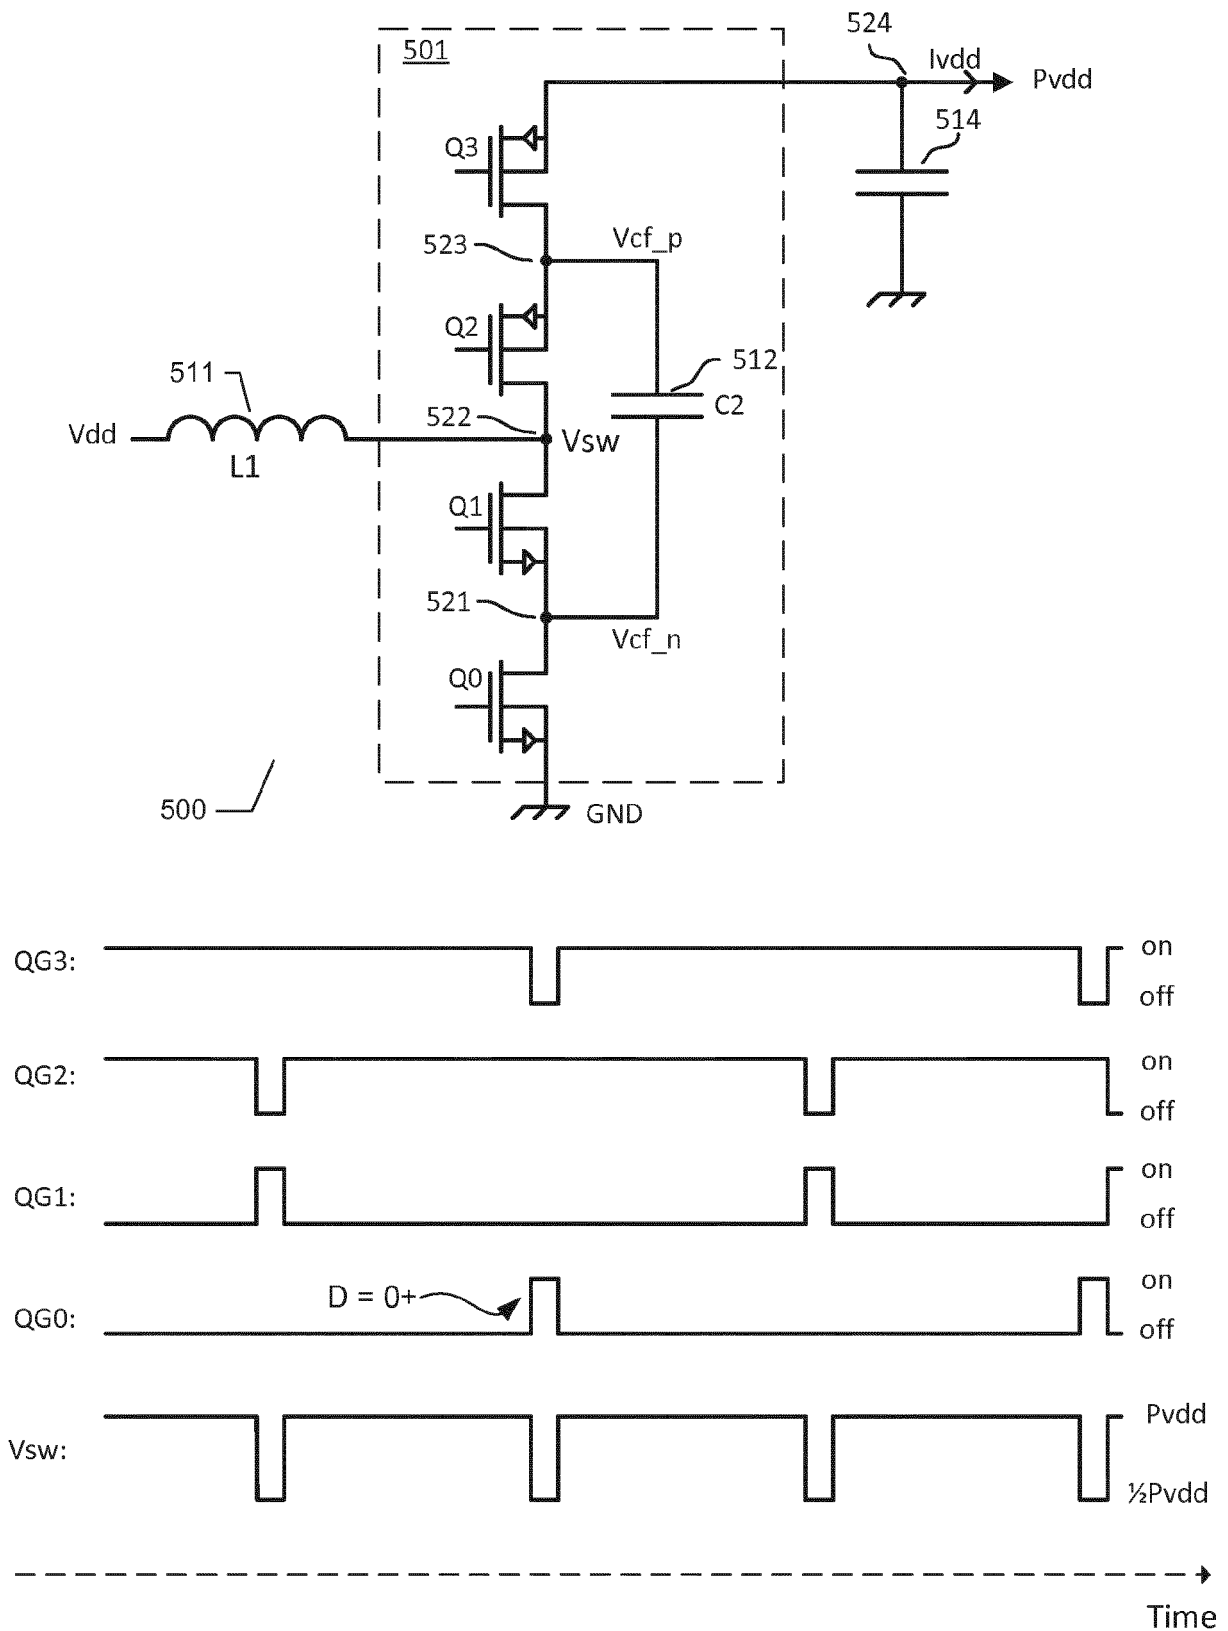 501
524
Ivdd
Pvdd
514
Q3
523
Vcf_p
Q2
511
512
C2
Vdd
L1
522
Vsw
Q1
521
Vcf_n
Q0
500
GND
QG3:
on
off
QG2:
on
off
QG1:
on
off
D = 0+
QG0:
on
off
Vsw:
Pvdd
½Pvdd
Time